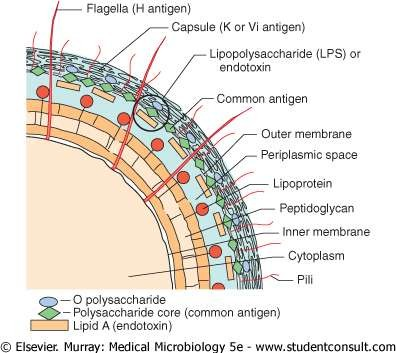 Flagella (H antigen)
Capsule (K or Vi antigen)
Lipopolysaccharide (LPS) or
endotoxin
Common antigen
Outer membrane
Periplasmic space
Lipoprotein
Peptidoglycan
Inner membrane
Cytoplasm
Pili
O polysaccharide
Polysaccharide core (common antigen)
Lipid A (endotoxin)
© Elsevier. Murray: Medical Microbiology 5e - www.studentconsult.com